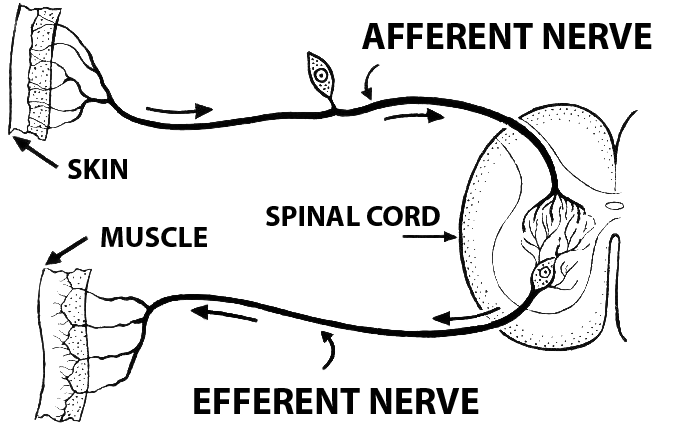 AFFERENT NERVE
SKIN
SPINAL CORD
MUSCLE
EFFERENT NERVE